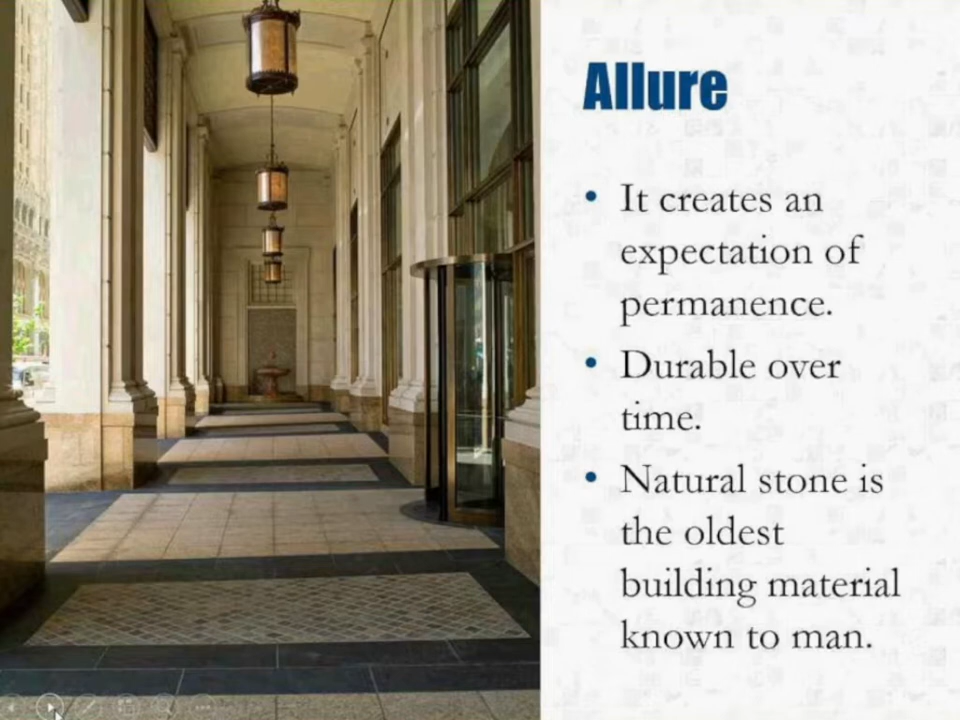 Allure
• It creates an
expectation of
permanence.
• Durable over
time.
• Natural stone is
the oldest
building material
known to man.